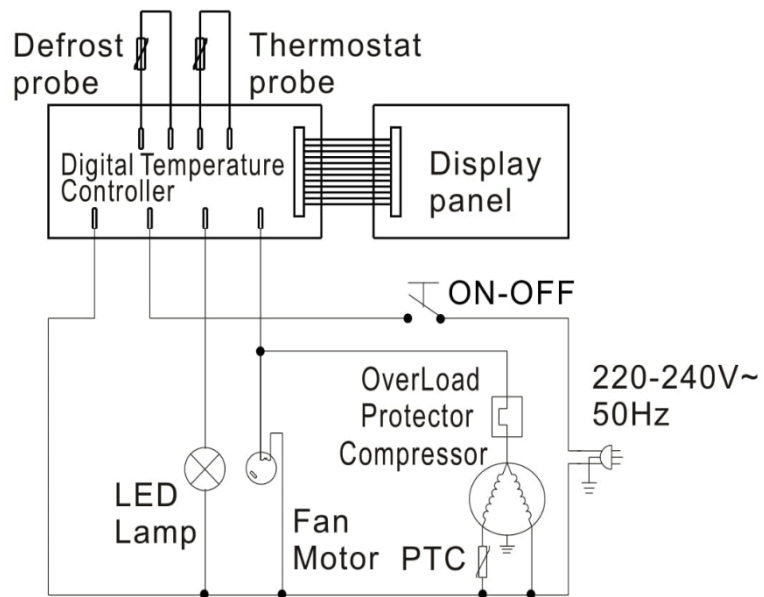 Defrost
probe
Thermostat
probe
Digital Temperature
Controller
Display
panel
ON-OFF
OverLoad
Protector
Compressor
220-240V~
50Hz
LED
Lamp
Fan
Motor
PTC